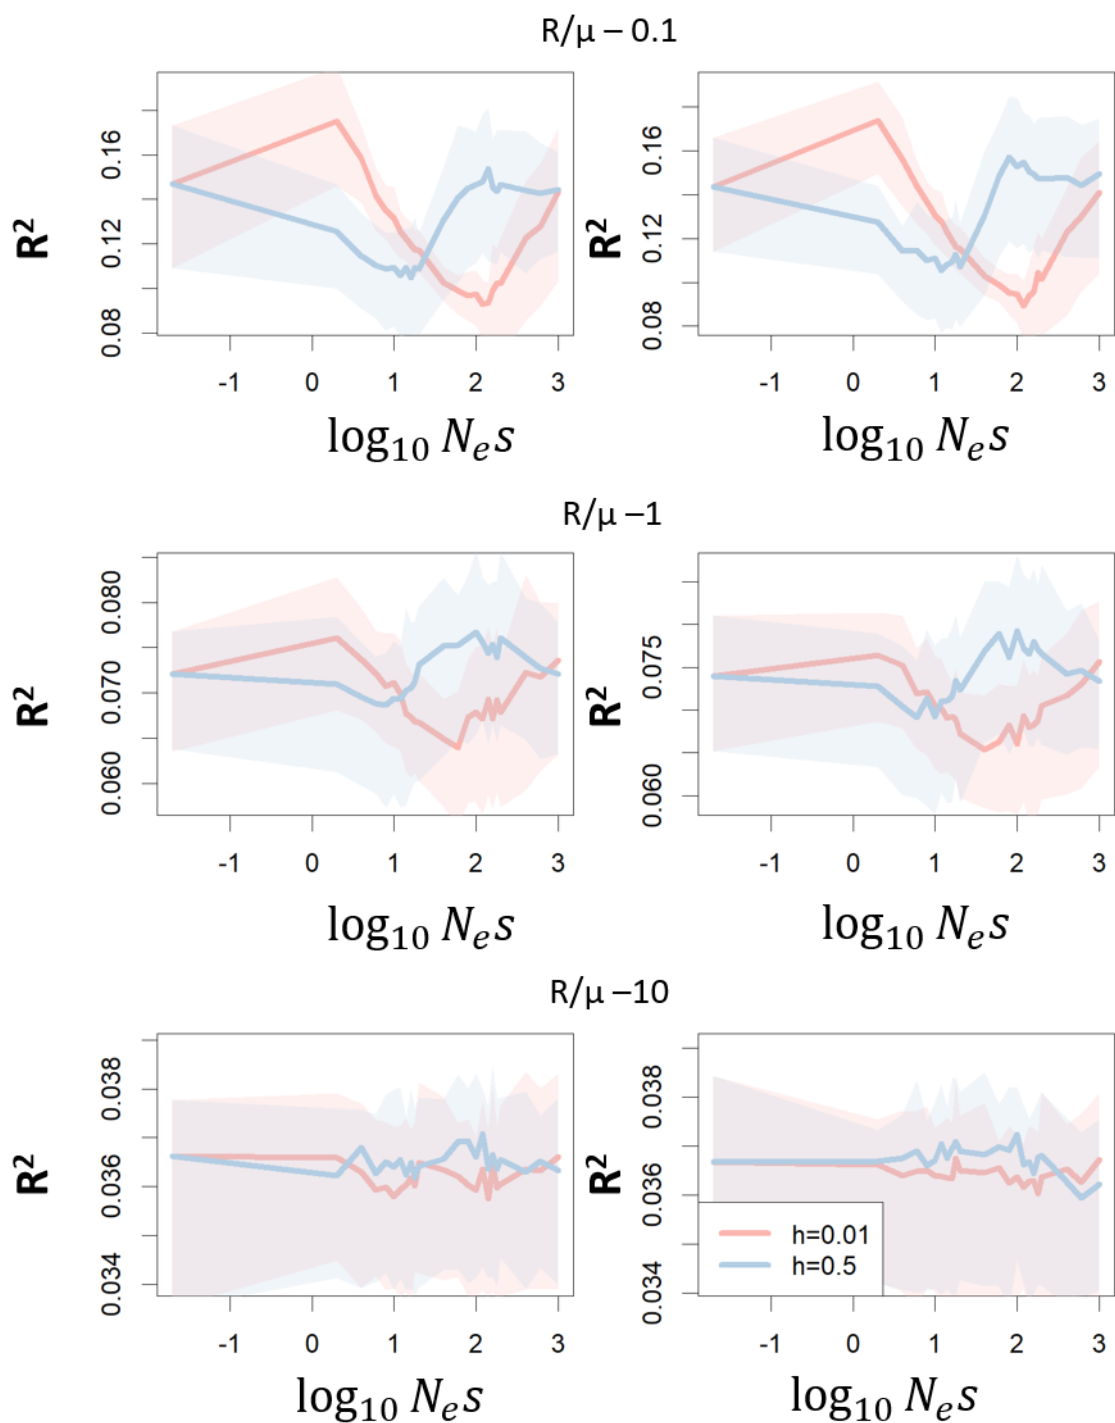 R/μ – 0.1
R²
0.16
0.12
0.08
-1 0 1 2 3
log₁₀ Nₑs
R²
0.16
0.12
0.08
-1 0 1 2 3
log₁₀ Nₑs
R/μ –1
R²
0.080
0.070
0.060
-1 0 1 2 3
log₁₀ Nₑs
R²
0.075
0.060
-1 0 1 2 3
log₁₀ Nₑs
R/μ –10
R²
0.038
0.036
0.034
-1 0 1 2 3
log₁₀ Nₑs
R²
0.038
0.036
0.034
h=0.01
h=0.5
-1 0 1 2 3
log₁₀ Nₑs